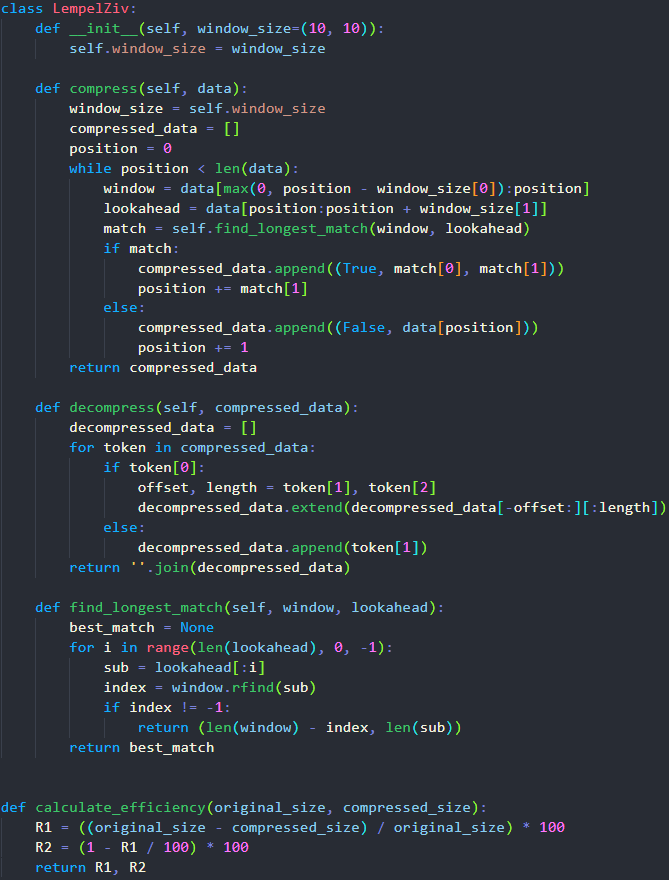 class LempelZiv:
    def __init__(self, window_size=(10, 10)):
        self.window_size = window_size

    def compress(self, data):
        window_size = self.window_size
        compressed_data = []
        position = 0
        while position < len(data):
            window = data[max(0, position - window_size[0]):position]
            lookahead = data[position:position + window_size[1]]
            match = self.find_longest_match(window, lookahead)
            if match:
                compressed_data.append((True, match[0], match[1]))
                position += match[1]
            else:
                compressed_data.append((False, data[position]))
                position += 1
        return compressed_data

    def decompress(self, compressed_data):
        decompressed_data = []
        for token in compressed_data:
            if token[0]:
                offset, length = token[1], token[2]
                decompressed_data.extend(decompressed_data[-offset:][:length])
            else:
                decompressed_data.append(token[1])
        return ''.join(decompressed_data)

    def find_longest_match(self, window, lookahead):
        best_match = None
        for i in range(len(lookahead), 0, -1):
            sub = lookahead[:i]
            index = window.rfind(sub)
            if index != -1:
                return (len(window) - index, len(sub))
        return best_match


def calculate_efficiency(original_size, compressed_size):
    R1 = ((original_size - compressed_size) / original_size) * 100
    R2 = (1 - R1 / 100) * 100
    return R1, R2